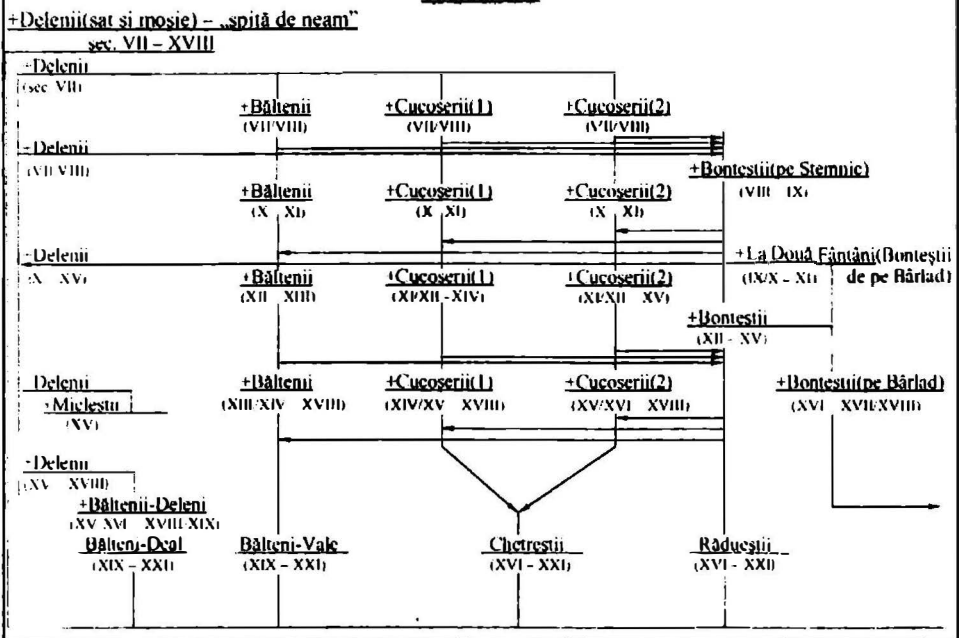 +Delenii(sat si moșie) – „spiță de neam”
sec. VII – XVIII
+Delenii
(sec VII)
+Băltenii +Cucoserii(1) +Cucoserii(2)
(VII/VIII) (VII/VIII) (VII/VIII)
+Delenii
(VII VIII)
+Bontestii(pe Stemnic)
(VIII – IX)
+Băltenii +Cucoserii(1) +Cucoserii(2)
(X XI) (X XI) (X XI)
+Delenii +La Două Fântâni(Bonteștii
(X XV) (IX/X – XI) de pe Bârlad)
+Băltenii +Cucoserii(1) +Cucoserii(2)
(XII XIII) (XI/XII -XIV) (XI/XII XV)
+Bonteștii
(XII - XV)
Delenii +Băltenii +Cucoserii(1) +Cucoserii(2) +Bonteștii(pe Bârlad)
+Miclestii (XIII/XIV XVIII) (XIV/XV XVIII) (XV/XVI XVIII) (XVI XVII/XVIII)
(XV)
+Delenii
(XV XVIII)
+Băltenii-Deleni
(XV XVI XVIII-XIX)
Bălteni-Deal Bălteni-Vale Chetreștii Răduestii
(XIX – XXI) (XIX – XXI) (XVI – XXI) (XVI – XXI)